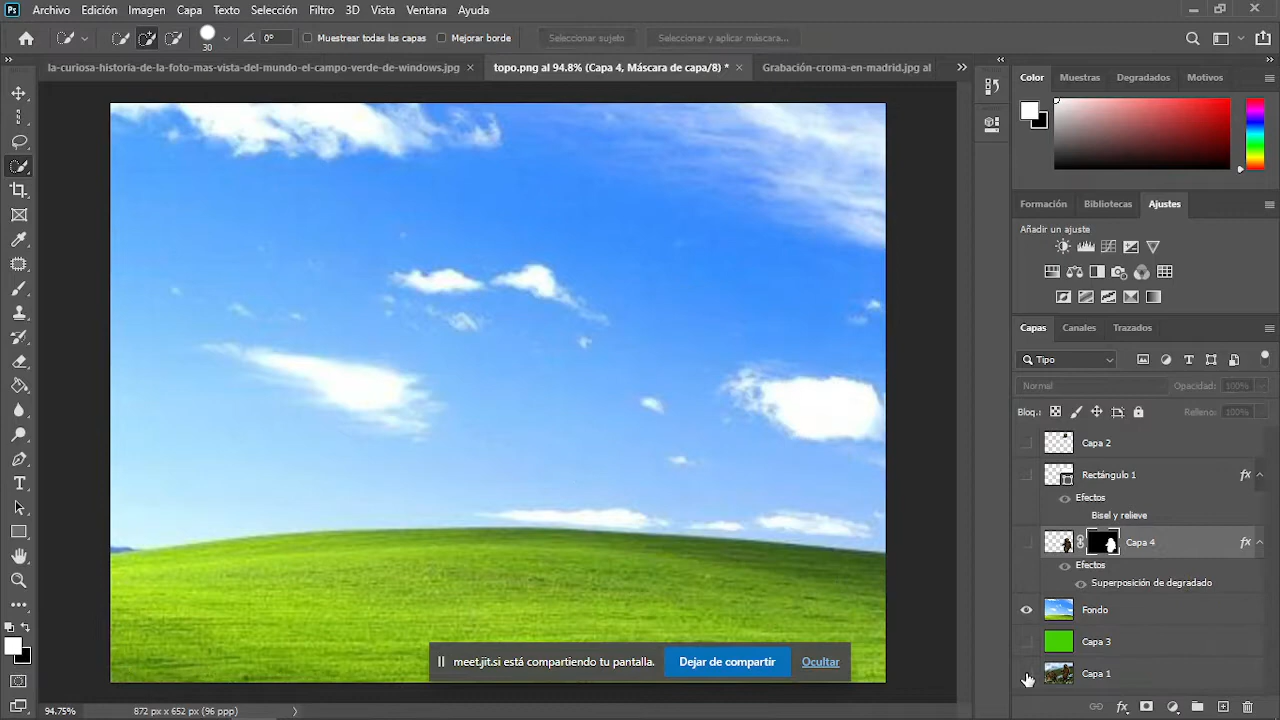 Ps Archivo Edición Imagen Capa Texto Selección Filtro 3D Vista Ventana Ayuda
30 0° Muestrear todas las capas Mejorar borde Seleccionar sujeto Seleccionar y aplicar máscara...
la-curiosa-historia-de-la-foto-mas-vista-del-mundo-el-campo-verde-de-windows.jpg × topo.png al 94.8% (Capa 4, Máscara de capa/8) * × Grabación-croma-en-madrid.jpg al
Color Muestras Degradados Motivos
Formación Bibliotecas Ajustes
Añadir un ajuste
Capas Canales Trazados
Tipo
Normal Opacidad: 100%
Bloq.: Relleno: 100%
Capa 2
Rectángulo 1 fx
Efectos
Bisel y relieve
Capa 4 fx
Efectos
Superposición de degradado
Fondo
Capa 3
Capa 1
meet.jit.si está compartiendo tu pantalla. Dejar de compartir Ocultar
94.75% 872 px x 652 px (96 ppp)